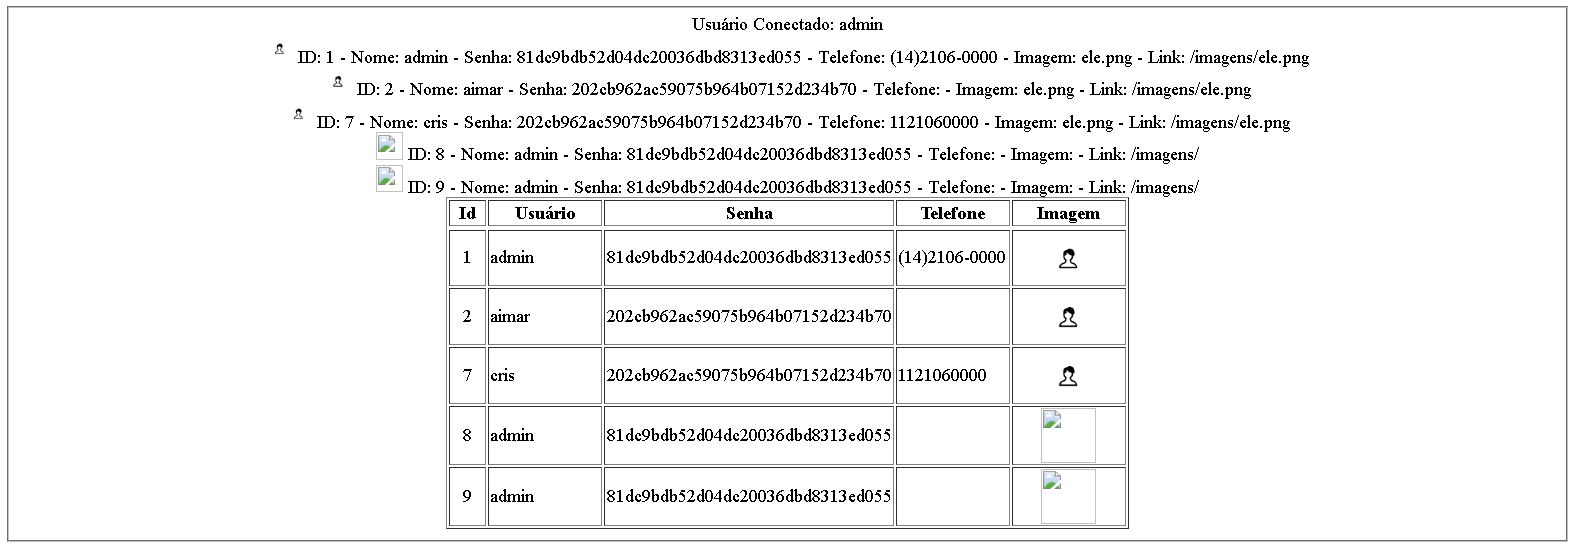 Usuário Conectado: admin
ID: 1 - Nome: admin - Senha: 81dc9bdb52d04dc20036dbd8313ed055 - Telefone: (14)2106-0000 - Imagem: ele.png - Link: /imagens/ele.png
ID: 2 - Nome: aimar - Senha: 202cb962ac59075b964b07152d234b70 - Telefone: - Imagem: ele.png - Link: /imagens/ele.png
ID: 7 - Nome: cris - Senha: 202cb962ac59075b964b07152d234b70 - Telefone: 1121060000 - Imagem: ele.png - Link: /imagens/ele.png
ID: 8 - Nome: admin - Senha: 81dc9bdb52d04dc20036dbd8313ed055 - Telefone: - Imagem: - Link: /imagens/
ID: 9 - Nome: admin - Senha: 81dc9bdb52d04dc20036dbd8313ed055 - Telefone: - Imagem: - Link: /imagens/
Id Usuário Senha Telefone Imagem
1 admin 81dc9bdb52d04dc20036dbd8313ed055 (14)2106-0000
2 aimar 202cb962ac59075b964b07152d234b70
7 cris 202cb962ac59075b964b07152d234b70 1121060000
8 admin 81dc9bdb52d04dc20036dbd8313ed055
9 admin 81dc9bdb52d04dc20036dbd8313ed055